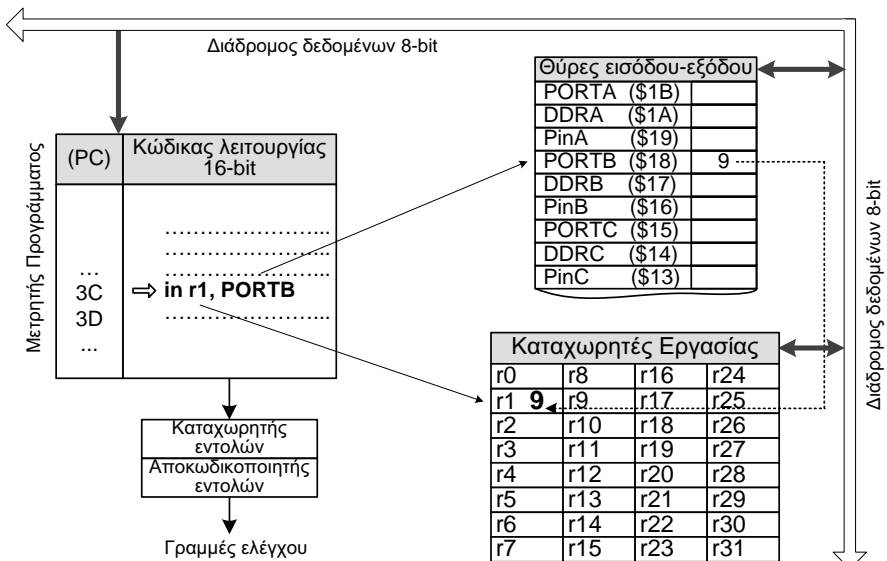 Διάδρομος δεδομένων 8-bit
Θύρες εισόδου-εξόδου
PORTA ($1B)
DDRA ($1A)
PinA ($19)
PORTB ($18) 9
DDRB ($17)
PinB ($16)
PORTC ($15)
DDRC ($14)
PinC ($13)
Μετρητής Προγράμματος
(PC)
Κώδικας λειτουργίας
16-bit
........................
........................
........................
...
3C ⇨ in r1, PORTB
3D ........................
...
Καταχωρητής
εντολών
Αποκωδικοποιητής
εντολών
Γραμμές ελέγχου
Καταχωρητές Εργασίας
r0 r8 r16 r24
r1 9 r9 r17 r25
r2 r10 r18 r26
r3 r11 r19 r27
r4 r12 r20 r28
r5 r13 r21 r29
r6 r14 r22 r30
r7 r15 r23 r31
Διάδρομος δεδομένων 8-bit